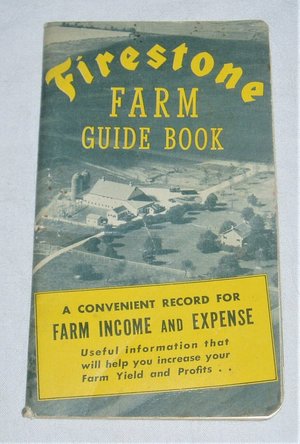 Firestone
FARM
GUIDE BOOK
A CONVENIENT RECORD FOR
FARM INCOME AND EXPENSE
Useful information that
will help you increase your
Farm Yield and Profits . .